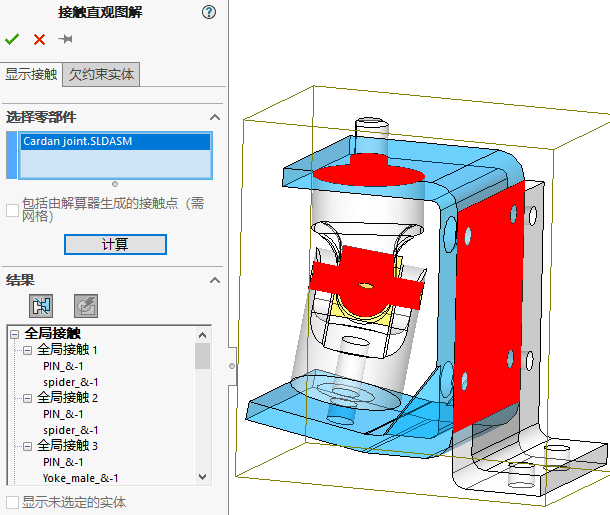 接触直观图解
显示接触
欠约束实体
选择零部件
Cardan joint.SLDASM
包括由解算器生成的接触点（需
网格）
计算
结果
全局接触
全局接触 1
PIN_&-1
spider_&-1
全局接触 2
PIN_&-1
spider_&-1
全局接触 3
PIN_&-1
Yoke_male_&-1
显示未选定的实体